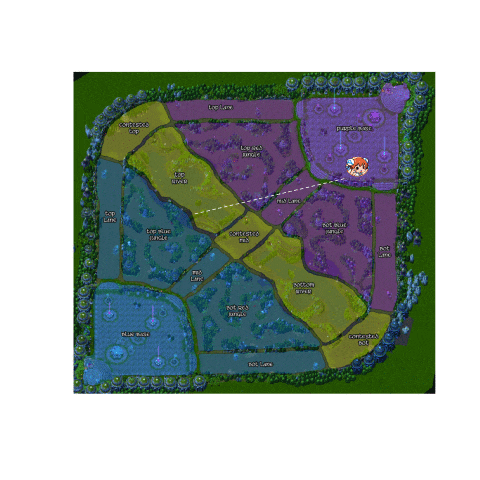 top lane
contested
top
purple base
top red
jungle
top
river
mid lane
top
lane
top blue
jungle
contested
mid
bot blue
jungle
bot
lane
mid
lane
bottom
river
bot red
jungle
blue base
contested
bot
bot lane